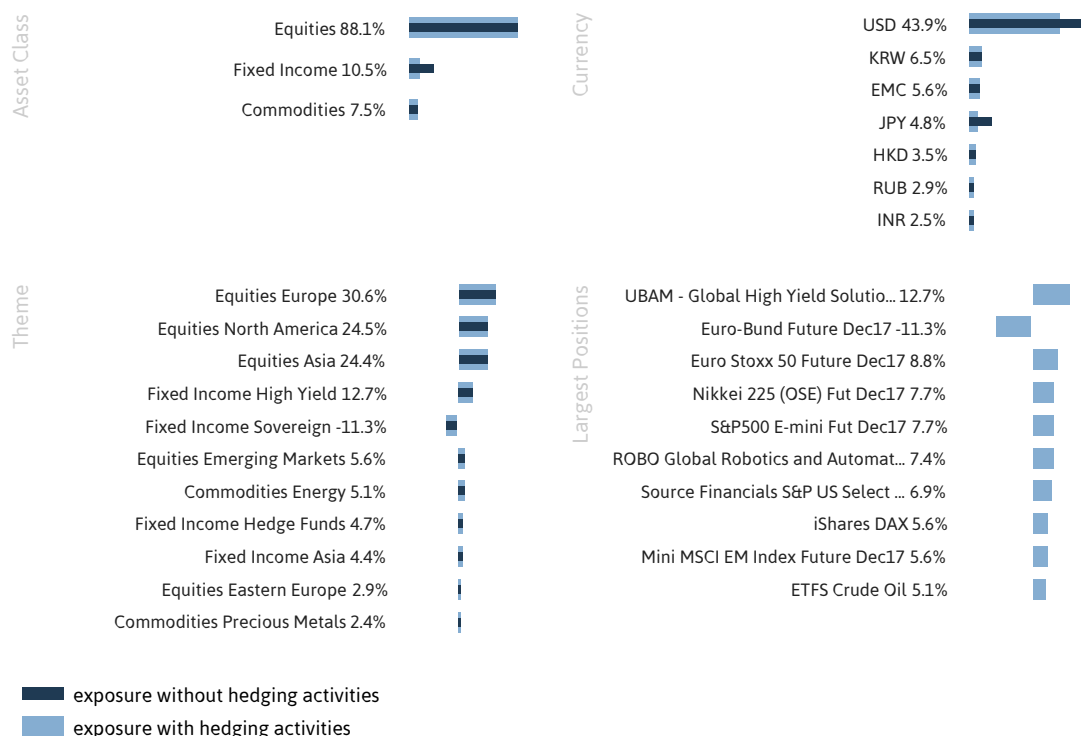 Asset Class
Equities 88.1%
Fixed Income 10.5%
Commodities 7.5%
Currency
USD 43.9%
KRW 6.5%
EMC 5.6%
JPY 4.8%
HKD 3.5%
RUB 2.9%
INR 2.5%
Theme
Equities Europe 30.6%
Equities North America 24.5%
Equities Asia 24.4%
Fixed Income High Yield 12.7%
Fixed Income Sovereign -11.3%
Equities Emerging Markets 5.6%
Commodities Energy 5.1%
Fixed Income Hedge Funds 4.7%
Fixed Income Asia 4.4%
Equities Eastern Europe 2.9%
Commodities Precious Metals 2.4%
Largest Positions
UBAM - Global High Yield Solutio... 12.7%
Euro-Bund Future Dec17 -11.3%
Euro Stoxx 50 Future Dec17 8.8%
Nikkei 225 (OSE) Fut Dec17 7.7%
S&P500 E-mini Fut Dec17 7.7%
ROBO Global Robotics and Automat... 7.4%
Source Financials S&P US Select ... 6.9%
iShares DAX 5.6%
Mini MSCI EM Index Future Dec17 5.6%
ETFS Crude Oil 5.1%
exposure without hedging activities
exposure with hedging activities